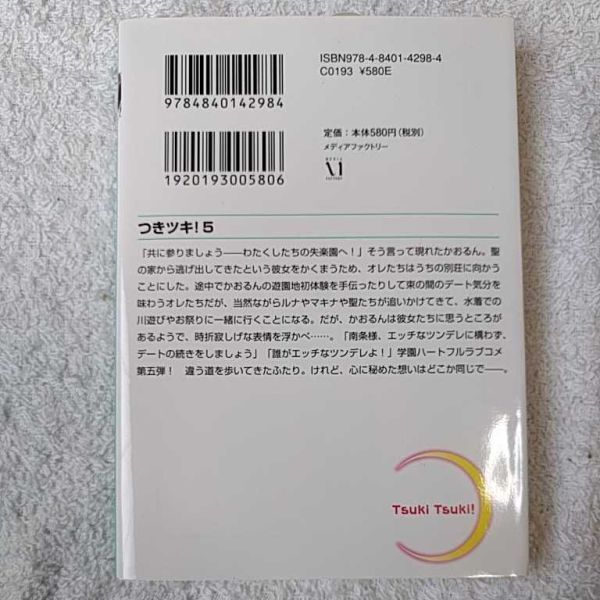 ISBN978-4-8401-4298-4
C0193 ¥580E
9784840142984
定価：本体580円(税別)
メディアファクトリー
MEDIA
FACTORY
1920193005806
つきツキ！5
「共に参りましょう――わたくしたちの失楽園へ！」そう言って現れたかおるん。聖
の家から逃げ出してきたという彼女をかくまうため、オレたちはうちの別荘に向かう
ことにした。途中でかおるんの遊園地初体験を手伝ったりして束の間のデート気分を
味わうオレたちだが、当然ながらルナやマキナや聖たちが追いかけてきて、水着での
川遊びやお祭りに一緒に行くことになる。だが、かおるんは彼女たちに思うところが
あるようで、時折寂しげな表情を浮かべ……。「南条様、エッチなツンデレに構わず、
デートの続きをしましょう」「誰がエッチなツンデレよ！」学園ハートフルラブコメ
第五弾！　違う道を歩いてきたふたり。けれど、心に秘めた想いはどこか同じで――。
Tsuki Tsuki!